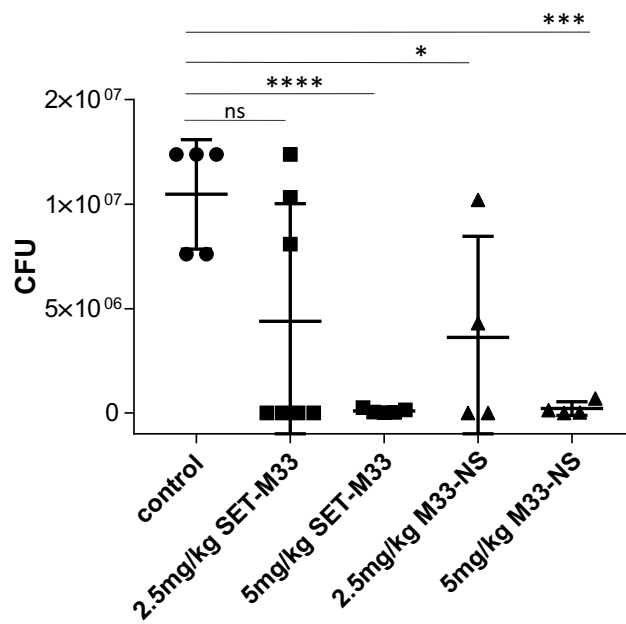 ***
*
****
ns
2×10⁰⁷
1×10⁰⁷
5×10⁰⁶
0
CFU
control
2.5mg/kg SET-M33
5mg/kg SET-M33
2.5mg/kg M33-NS
5mg/kg M33-NS